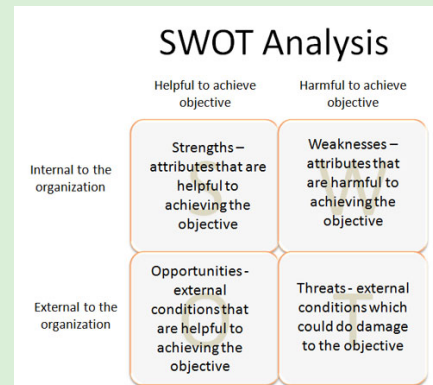 SWOT Analysis
Helpful to achieve
objective
Harmful to achieve
objective
Internal to the
organization
S
Strengths –
attributes that are
helpful to
achieving the
objective
W
Weaknesses –
attributes that
are harmful to
achieving the
objective
External to the
organization
O
Opportunities -
external
conditions that
are helpful to
achieving the
objective
T
Threats - external
conditions which
could do damage
to the objective